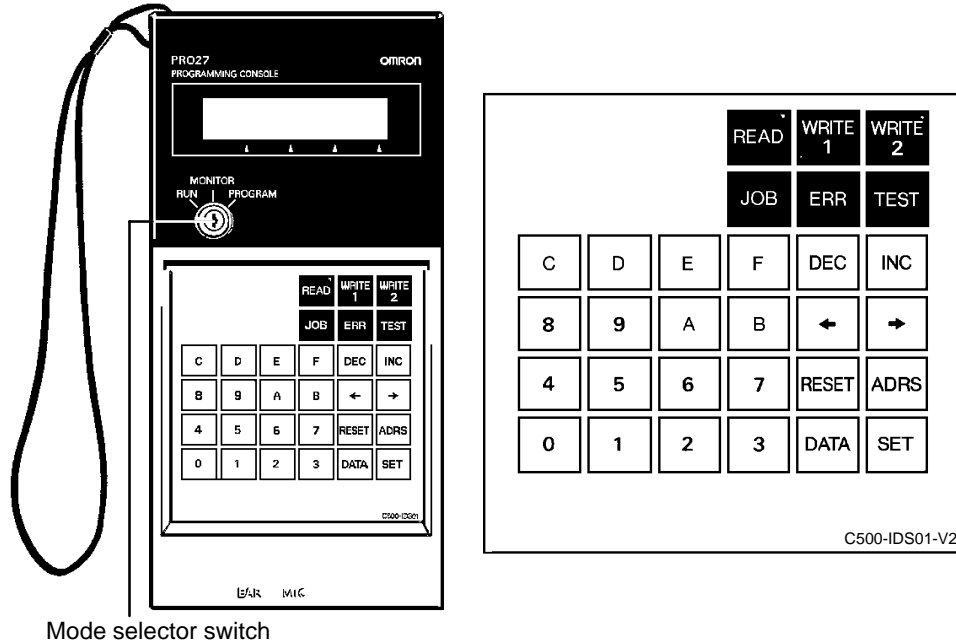 PRO27 OMRON
PROGRAMMING CONSOLE
MONITOR
RUN PROGRAM
READ WRITE 1 WRITE 2
JOB ERR TEST
C D E F DEC INC
8 9 A B ← →
4 5 6 7 RESET ADRS
0 1 2 3 DATA SET
C500-IDS01
EAR MIC
Mode selector switch
READ WRITE 1 WRITE 2
JOB ERR TEST
C D E F DEC INC
8 9 A B ← →
4 5 6 7 RESET ADRS
0 1 2 3 DATA SET
C500-IDS01-V2